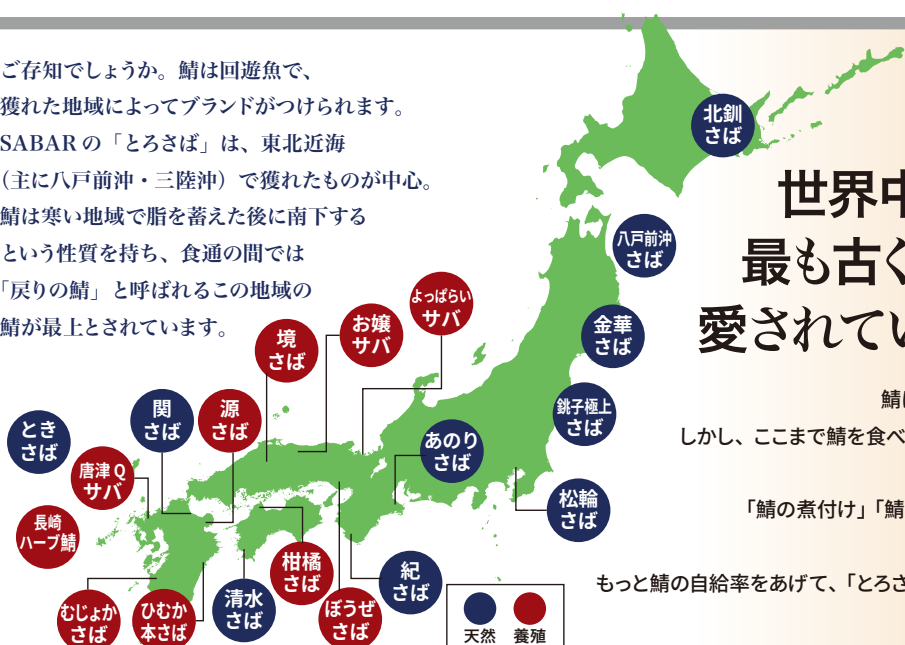 ご存知でしょうか。鯖は回遊魚で、
獲れた地域によってブランドがつけられます。
SABARの「とろさば」は、東北近海
（主に八戸前沖・三陸沖）で獲れたものが中心。
鯖は寒い地域で脂を蓄えた後に南下する
という性質を持ち、食通の間では
「戻りの鯖」と呼ばれるこの地域の
鯖が最上とされています。
世界中
最も古く
愛されてい
鯖は
しかし、ここまで鯖を食べ
「鯖の煮付け」「鯖
もっと鯖の自給率をあげて、「とろさ
北釧
さば
八戸前沖
さば
金華
さば
銚子極上
さば
松輪
さば
よっぱらい
サバ
お嬢
サバ
境
さば
あのり
さば
源
さば
関
さば
とき
さば
唐津Q
サバ
長崎
ハーブ鯖
むじょか
さば
ひむか
本さば
清水
さば
柑橘
さば
ぼうぜ
さば
紀
さば
天然
養殖